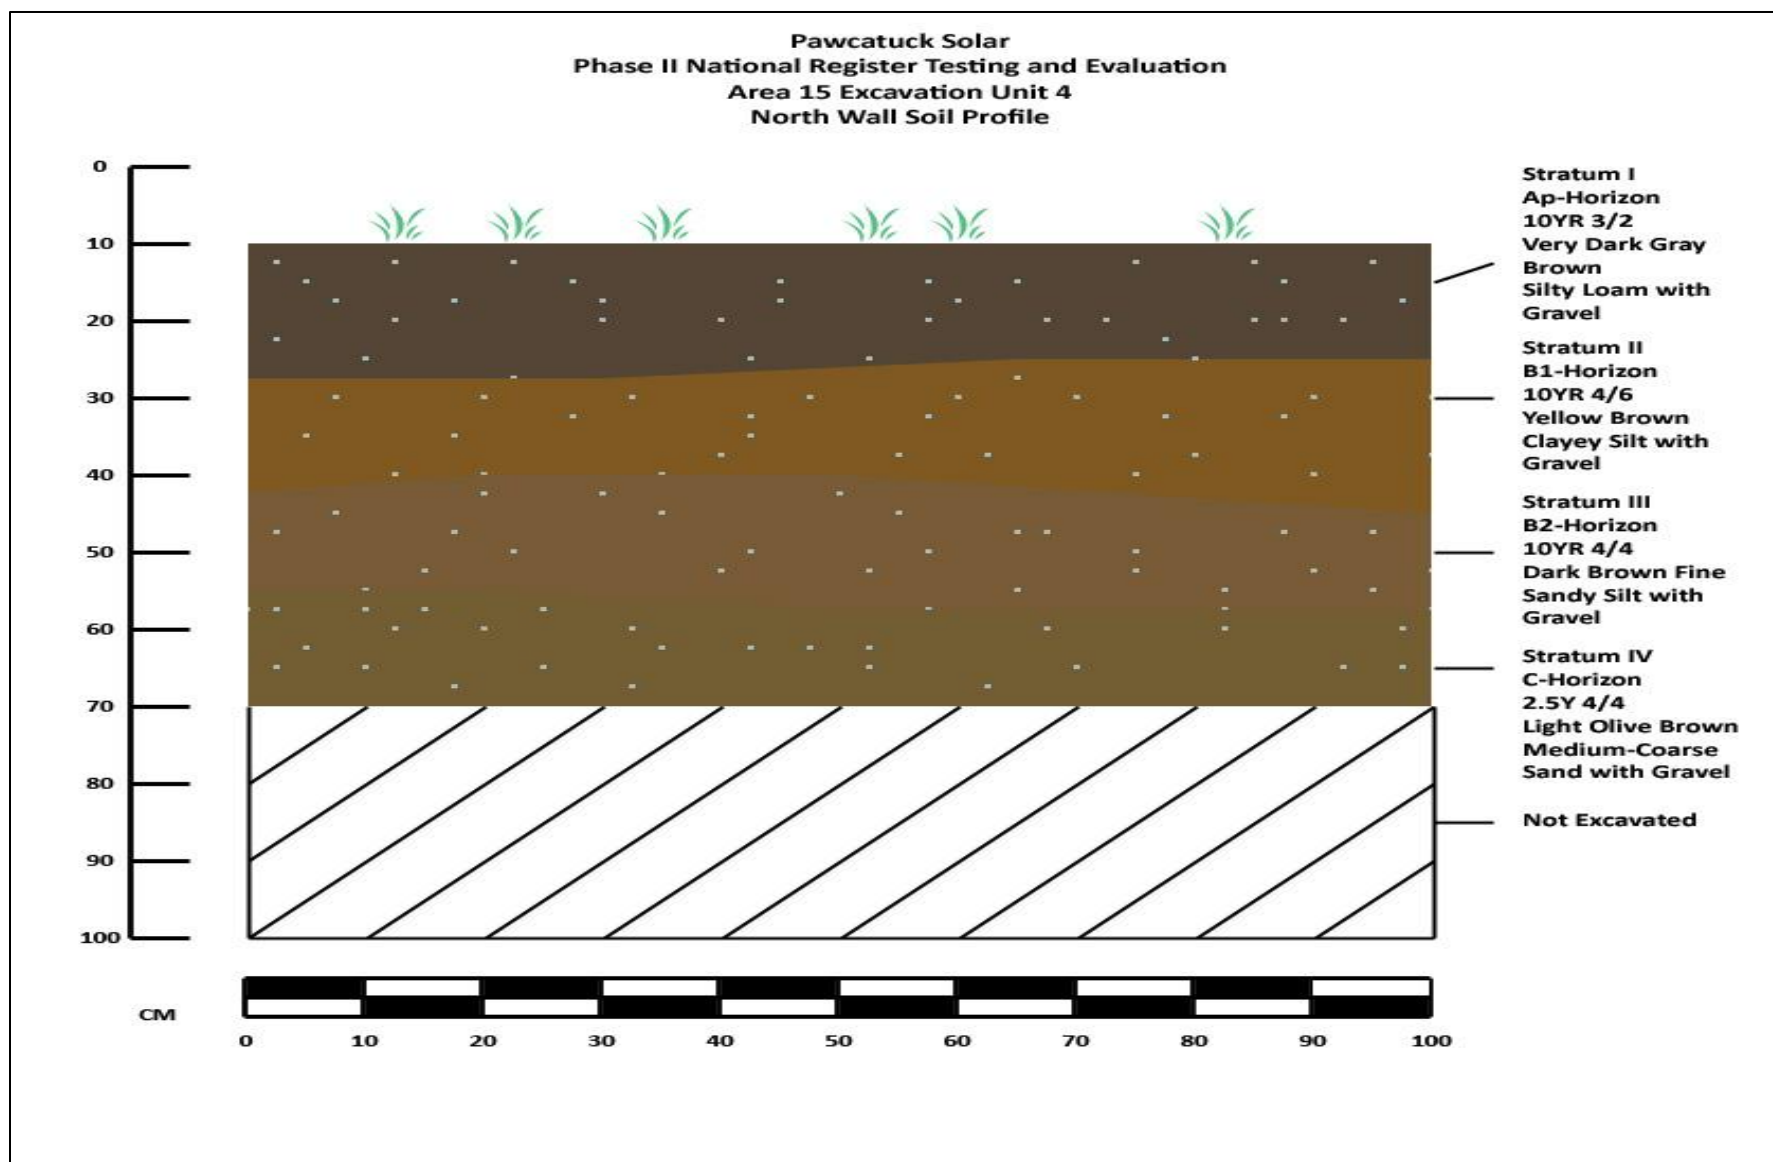 Pawcatuck Solar
Phase II National Register Testing and Evaluation
Area 15 Excavation Unit 4
North Wall Soil Profile
0
10
20
30
40
50
60
70
80
90
100
Stratum I
Ap-Horizon
10YR 3/2
Very Dark Gray
Brown
Silty Loam with
Gravel
Stratum II
B1-Horizon
10YR 4/6
Yellow Brown
Clayey Silt with
Gravel
Stratum III
B2-Horizon
10YR 4/4
Dark Brown Fine
Sandy Silt with
Gravel
Stratum IV
C-Horizon
2.5Y 4/4
Light Olive Brown
Medium-Coarse
Sand with Gravel
Not Excavated
CM
0 10 20 30 40 50 60 70 80 90 100